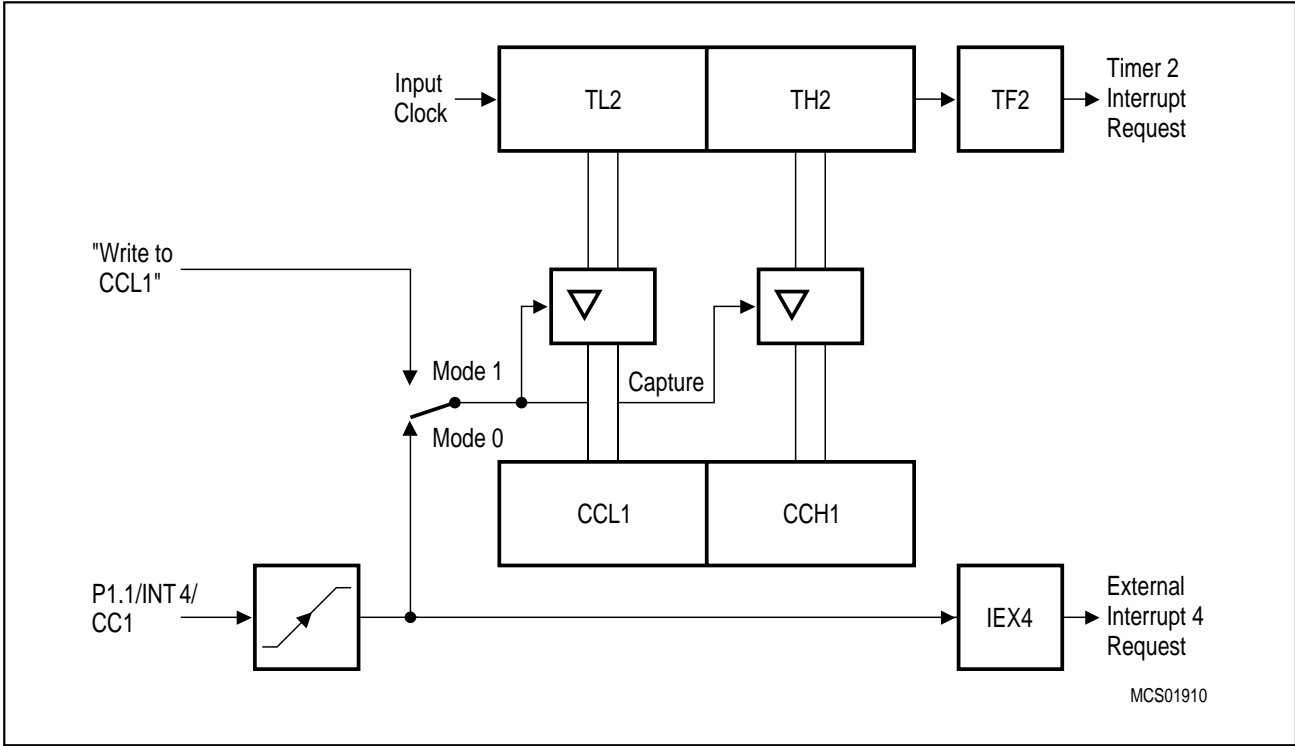 Input
Clock
TL2
TH2
TF2
Timer 2
Interrupt
Request
"Write to
CCL1"
Mode 1
Capture
Mode 0
CCL1
CCH1
P1.1/INT 4/
CC1
IEX4
External
Interrupt 4
Request
MCS01910